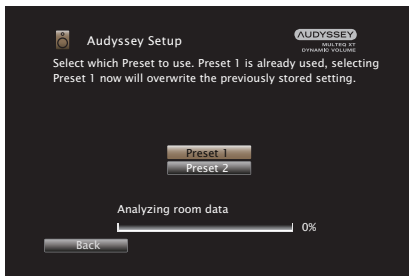 Audyssey Setup
AUDYSSEY
MULTEQ XT
DYNAMIC VOLUME
Select which Preset to use. Preset 1 is already used, selecting
Preset 1 now will overwrite the previously stored setting.
Preset 1
Preset 2
Analyzing room data
0%
Back